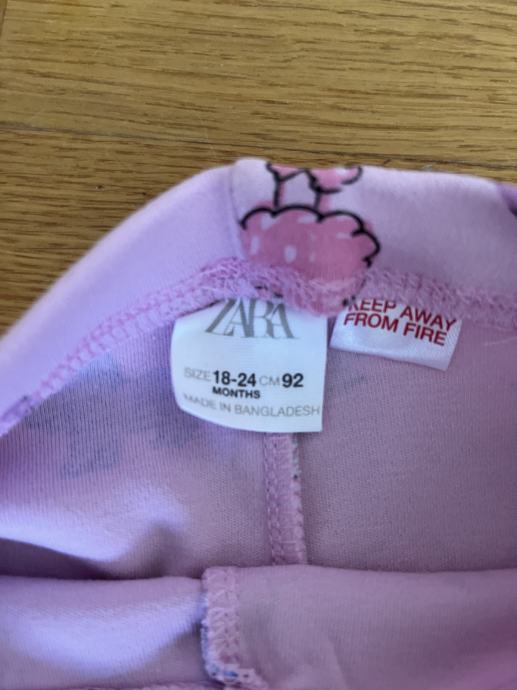 ZARA
SIZE 18-24 CM 92
MONTHS
MADE IN BANGLADESH
KEEP AWAY
FROM FIRE